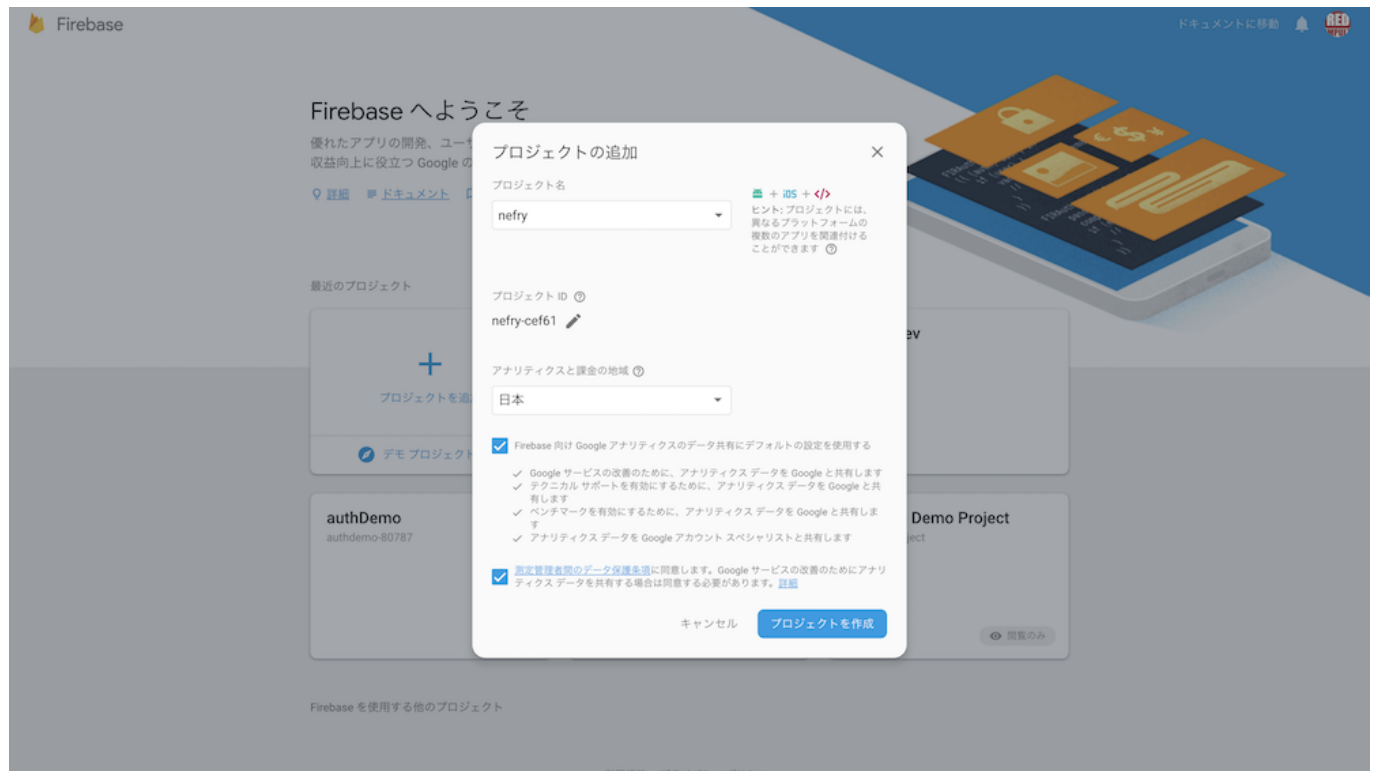 Firebase
ドキュメントに移動
RED
Firebase へようこそ
優れたアプリの開発、ユーサ
収益向上に役立つ Google の
詳細 ドキュメント
最近のプロジェクト
プロジェクトを追
デモ プロジェクト
authDemo
authdemo-80787
ev
Demo Project
ject
閲覧のみ
Firebase を使用する他のプロジェクト
プロジェクトの追加
プロジェクト名
nefry
+ iOS + </>
ヒント: プロジェクトには、
異なるプラットフォームの
複数のアプリを関連付ける
ことができます
プロジェクト ID
nefry-cef61
アナリティクスと課金の地域
日本
Firebase 向け Google アナリティクスのデータ共有にデフォルトの設定を使用する
Google サービスの改善のために、アナリティクス データを Google と共有します
テクニカル サポートを有効にするために、アナリティクス データを Google と共
有します
ベンチマークを有効にするために、アナリティクス データを Google と共有しま
す
アナリティクス データを Google アカウント スペシャリストと共有します
測定管理者間のデータ保護条項に同意します。Google サービスの改善のためにアナリ
ティクス データを共有する場合は同意する必要があります。詳細
キャンセル
プロジェクトを作成